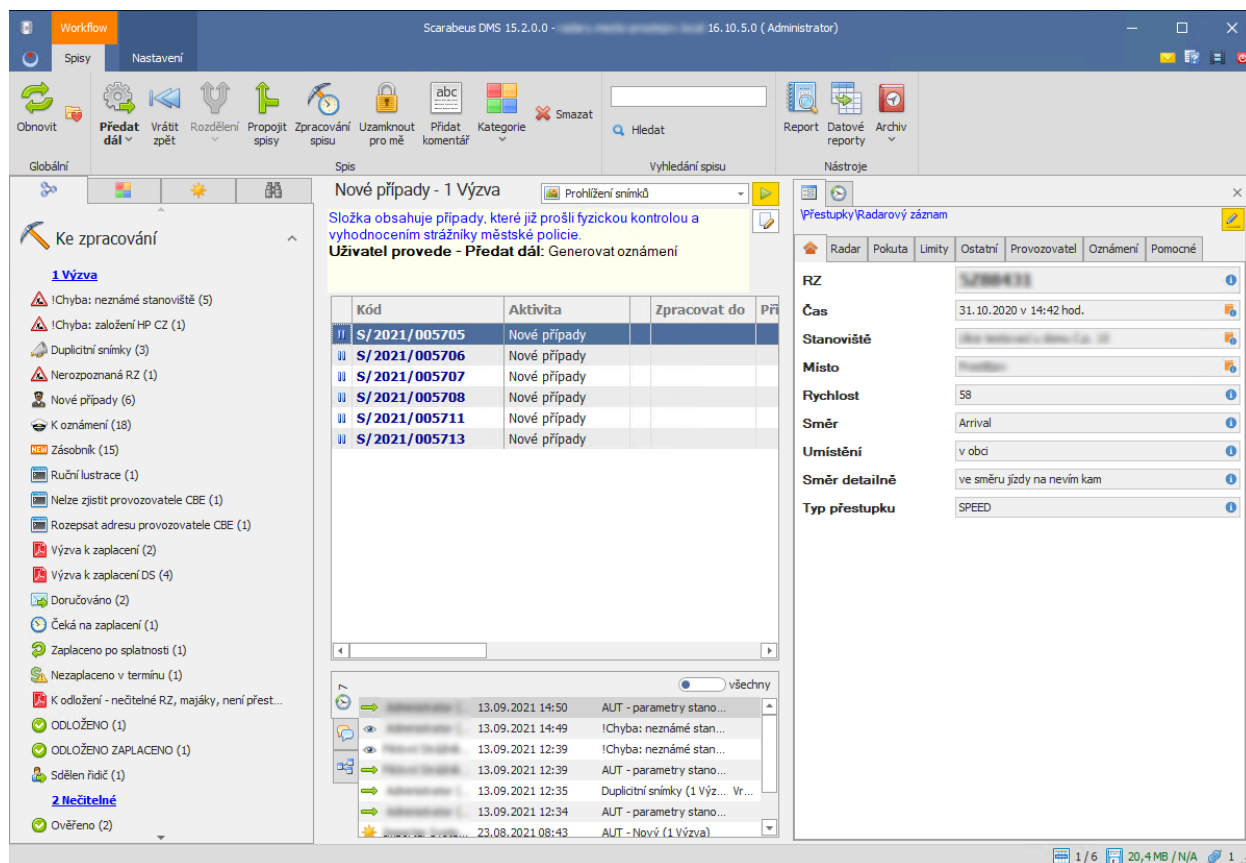 Workflow
Scarabeus DMS 15.2.0.0 - 16.10.5.0 ( Administrator)
Spisy
Nastavení
Obnovit
Předat dál
Vrátit zpět
Rozdělení
Propojit spisy
Zpracování spisu
Uzamknout pro mě
abc
Přidat komentář
Kategorie
Smazat
Hledat
Report
Datové reporty
Archiv
Globální
Spis
Vyhledání spisu
Nástroje
Ke zpracování
1 Výzva
!Chyba: neznámé stanoviště (5)
!Chyba: založení HP CZ (1)
Duplicitní snímky (3)
Nerozpoznaná RZ (1)
Nové případy (6)
K oznámení (18)
NEW Zásobník (15)
Ruční lustrace (1)
Nelze zjistit provozovatele CBE (1)
Rozepsat adresu provozovatele CBE (1)
Výzva k zaplacení (2)
Výzva k zaplacení DS (4)
Doručováno (2)
Čeká na zaplacení (1)
Zaplaceno po splatnosti (1)
Nezaplaceno v termínu (1)
K odložení - nečitelné RZ, majáky, není přest...
ODLOŽENO (1)
ODLOŽENO ZAPLACENO (1)
Sdělen řidič (1)
2 Nečitelné
Ověřeno (2)
Nové případy - 1 Výzva
Prohlížení snímků
Složka obsahuje případy, které již prošli fyzickou kontrolou a
vyhodnocením strážníky městské policie.
Uživatel provede - Předat dál: Generovat oznámení
Kód Aktivita Zpracovat do Při
S/2021/005705 Nové případy
S/2021/005706 Nové případy
S/2021/005707 Nové případy
S/2021/005708 Nové případy
S/2021/005711 Nové případy
S/2021/005713 Nové případy
7
všechny
13.09.2021 14:50 AUT - parametry stano...
13.09.2021 14:49 !Chyba: neznámé stan...
13.09.2021 12:39 !Chyba: neznámé stan...
13.09.2021 12:39 AUT - parametry stano...
13.09.2021 12:35 Duplicitní snímky (1 Výz... Vr...
13.09.2021 12:34 AUT - parametry stano...
23.08.2021 08:43 AUT - Nový (1 Výzva)
\Přestupky\Radarový záznam
Radar Pokuta Limity Ostatní Provozovatel Oznámení Pomocné
RZ
Čas 31.10.2020 v 14:42 hod.
Stanoviště
Místo
Rychlost 58
Směr Arrival
Umístění v obci
Směr detailně ve směru jízdy na nevím kam
Typ přestupku SPEED
1 / 6 20,4 MB / N/A 1